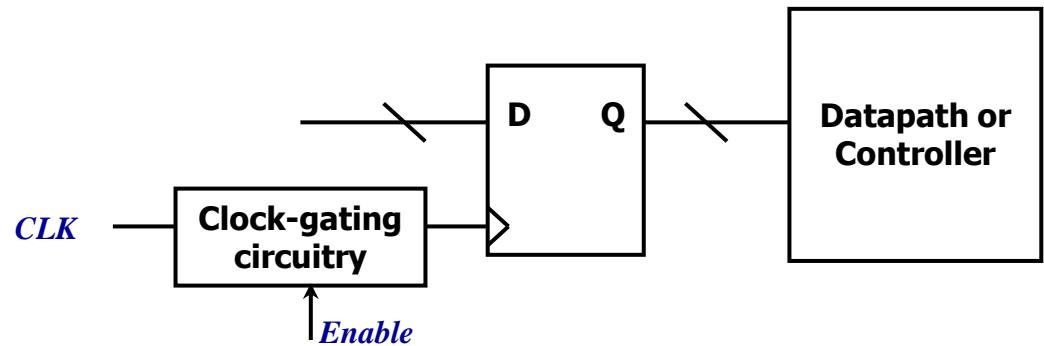 D Q
Datapath or
Controller
CLK
Clock-gating
circuitry
Enable